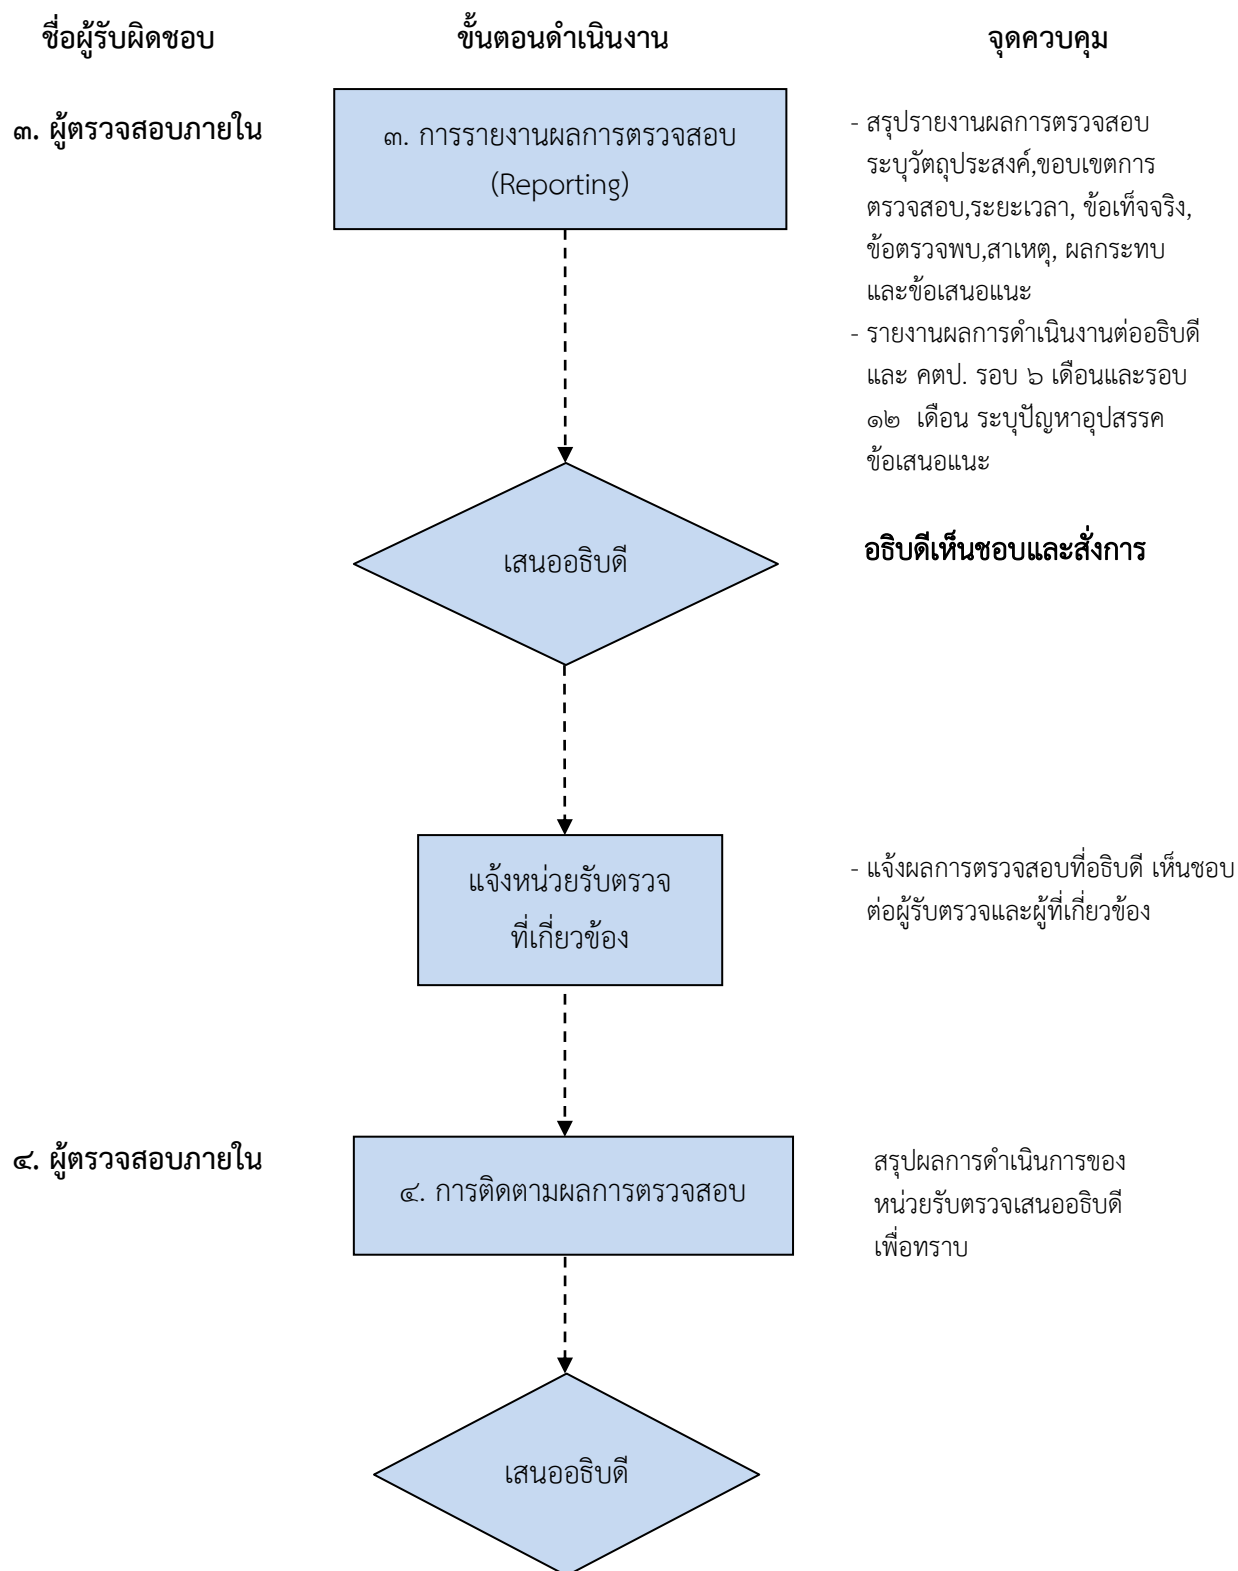 ชื่อผู้รับผิดชอบ
ขั้นตอนดำเนินงาน
จุดควบคุม
๓. ผู้ตรวจสอบภายใน
๓. การรายงานผลการตรวจสอบ
(Reporting)
- สรุปรายงานผลการตรวจสอบ
ระบุวัตถุประสงค์,ขอบเขตการ
ตรวจสอบ,ระยะเวลา, ข้อเท็จจริง,
ข้อตรวจพบ,สาเหตุ, ผลกระทบ
และข้อเสนอแนะ
- รายงานผลการดำเนินงานต่ออธิบดี
และ คตป. รอบ ๖ เดือนและรอบ
๑๒ เดือน ระบุปัญหาอุปสรรค
ข้อเสนอแนะ
เสนออธิบดี
อธิบดีเห็นชอบและสั่งการ
แจ้งหน่วยรับตรวจ
ที่เกี่ยวข้อง
- แจ้งผลการตรวจสอบที่อธิบดี เห็นชอบ
ต่อผู้รับตรวจและผู้ที่เกี่ยวข้อง
๔. ผู้ตรวจสอบภายใน
๔. การติดตามผลการตรวจสอบ
สรุปผลการดำเนินการของ
หน่วยรับตรวจเสนออธิบดี
เพื่อทราบ
เสนออธิบดี